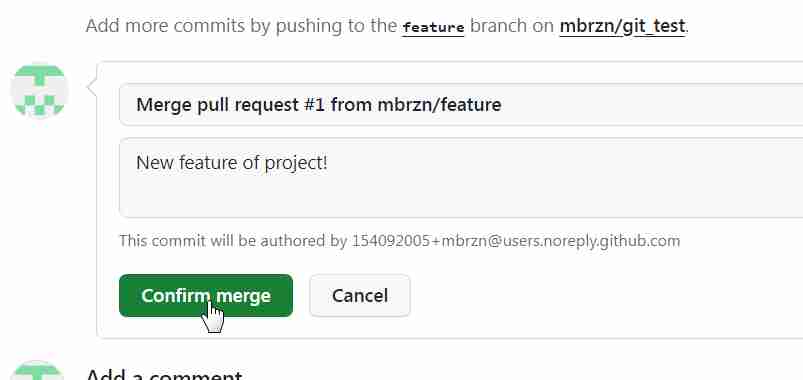 Add more commits by pushing to the feature branch on mbrzn/git_test.
Merge pull request #1 from mbrzn/feature
New feature of project!
This commit will be authored by 154092005+mbrzn@users.noreply.github.com
Confirm merge
Cancel
Add a comment